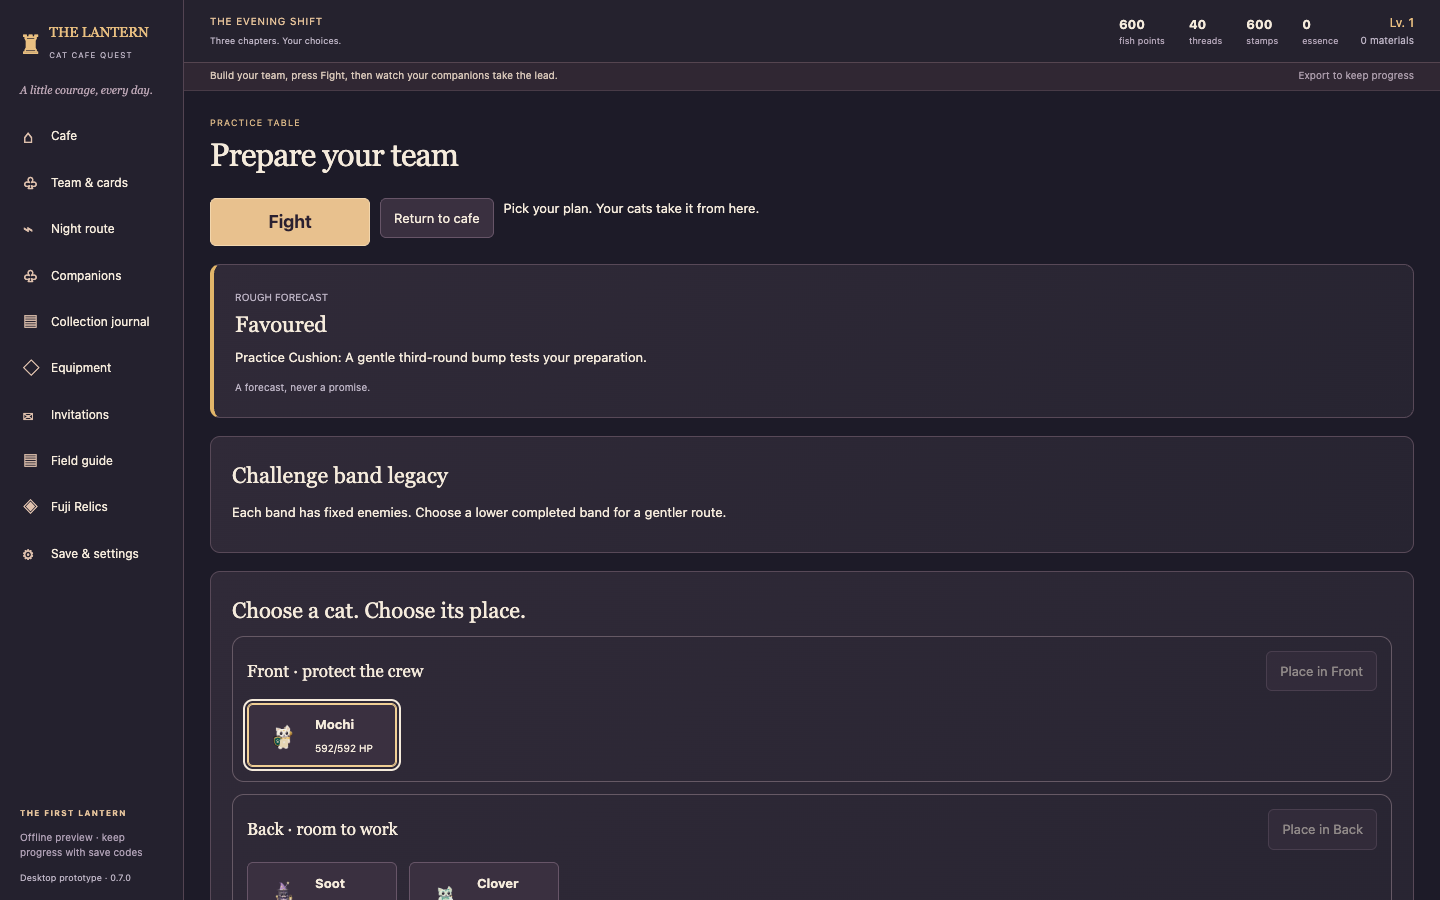 THE LANTERN
CAT CAFE QUEST
A little courage, every day.
Cafe
Team & cards
Night route
Companions
Collection journal
Equipment
Invitations
Field guide
Fuji Relics
Save & settings
THE FIRST LANTERN
Offline preview · keep
progress with save codes
Desktop prototype · 0.7.0
THE EVENING SHIFT
Three chapters. Your choices.
600
fish points
40
threads
600
stamps
0
essence
Lv. 1
0 materials
Build your team, press Fight, then watch your companions take the lead.
Export to keep progress
PRACTICE TABLE
Prepare your team
Fight
Return to cafe
Pick your plan. Your cats take it from here.
ROUGH FORECAST
Favoured
Practice Cushion: A gentle third-round bump tests your preparation.
A forecast, never a promise.
Challenge band legacy
Each band has fixed enemies. Choose a lower completed band for a gentler route.
Choose a cat. Choose its place.
Front · protect the crew
Place in Front
Mochi
592/592 HP
Back · room to work
Place in Back
Soot
Clover